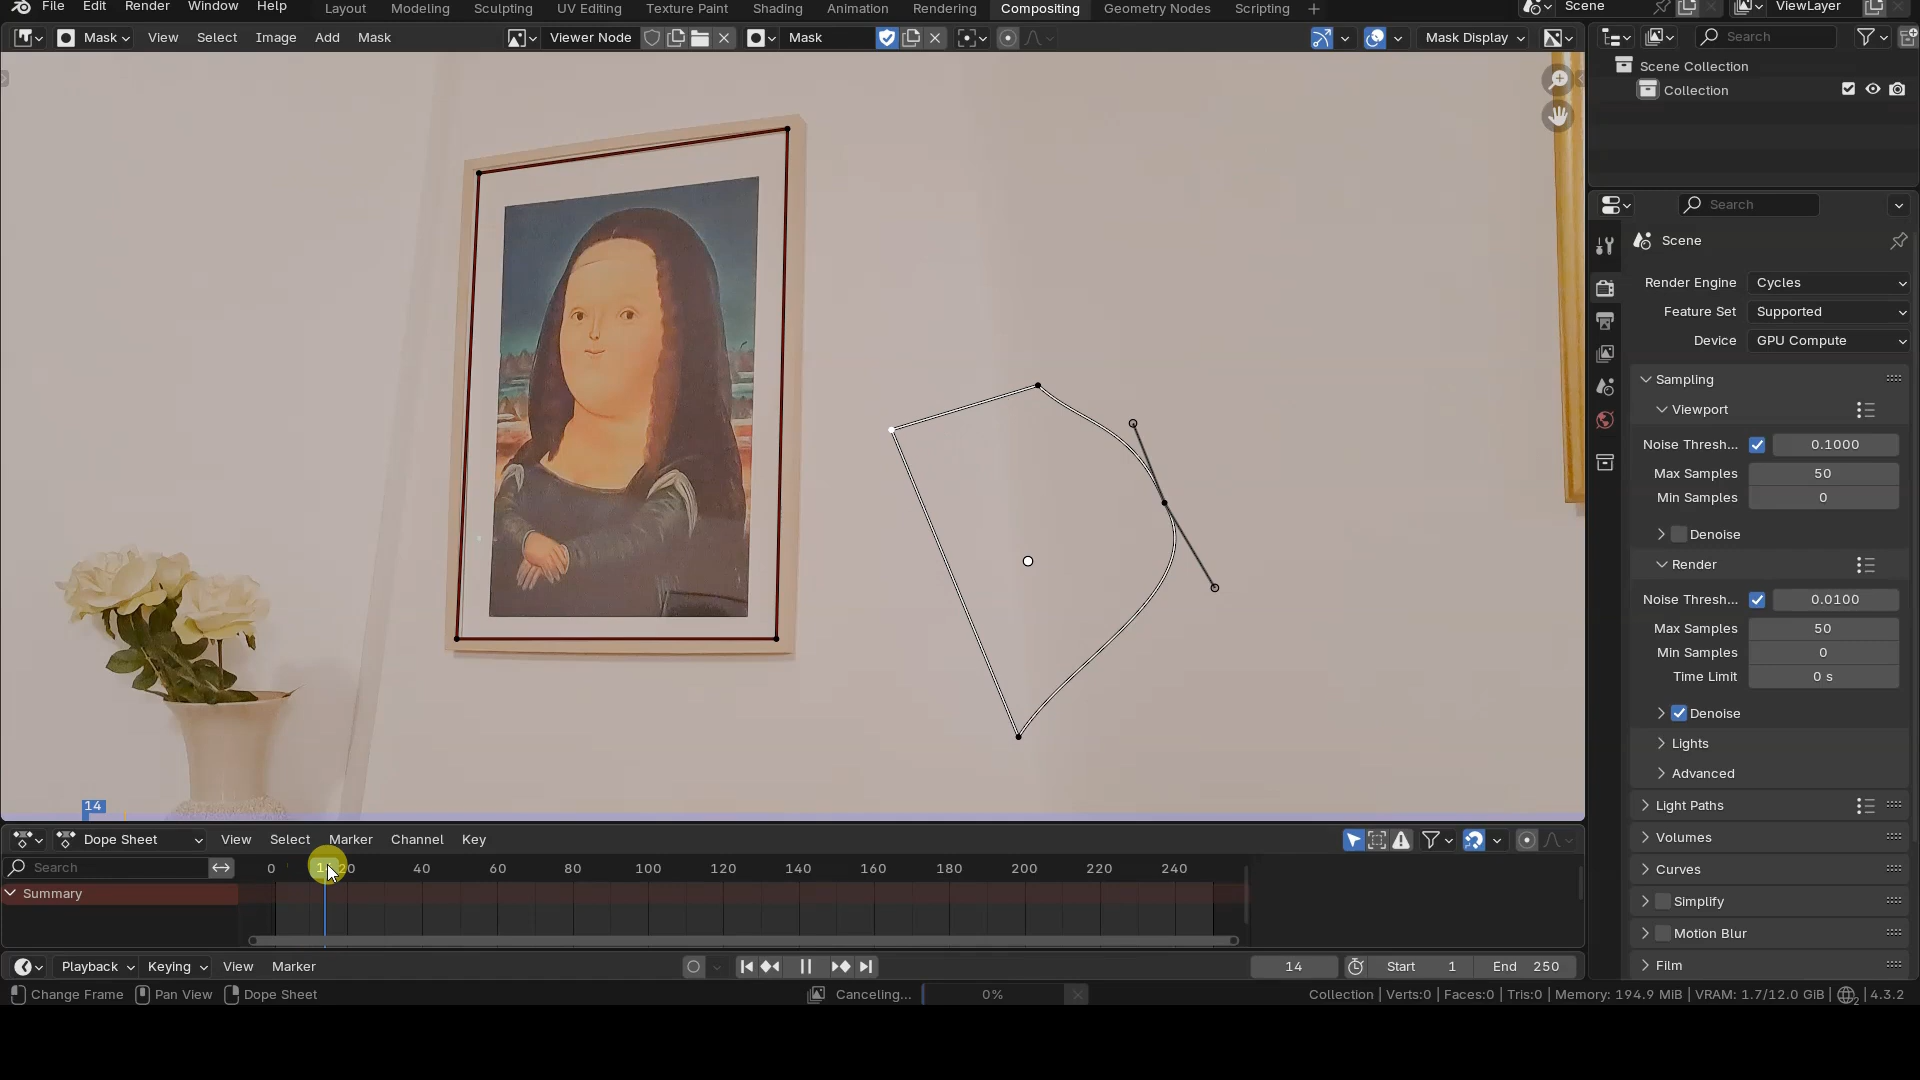 File Edit Render Window Help Layout Modeling Sculpting UV Editing Texture Paint Shading Animation Rendering Compositing Geometry Nodes Scripting + Scene ViewLayer
Mask View Select Image Add Mask Viewer Node Mask Mask Display Search
Scene Collection
Collection
Search
Scene
Render Engine Cycles
Feature Set Supported
Device GPU Compute
Sampling
Viewport
Noise Thresh... 0.1000
Max Samples 50
Min Samples 0
Denoise
Render
Noise Thresh... 0.0100
Max Samples 50
Min Samples 0
Time Limit 0 s
Denoise
Lights
Advanced
Light Paths
Volumes
Curves
Simplify
Motion Blur
Film
14
Dope Sheet View Select Marker Channel Key
Search 0 20 40 60 80 100 120 140 160 180 200 220 240
Summary
Playback Keying View Marker 14 Start 1 End 250
Change Frame Pan View Dope Sheet Canceling... 0% Collection | Verts:0 | Faces:0 | Tris:0 | Memory: 194.9 MiB | VRAM: 1.7/12.0 GiB | 2 | 4.3.2